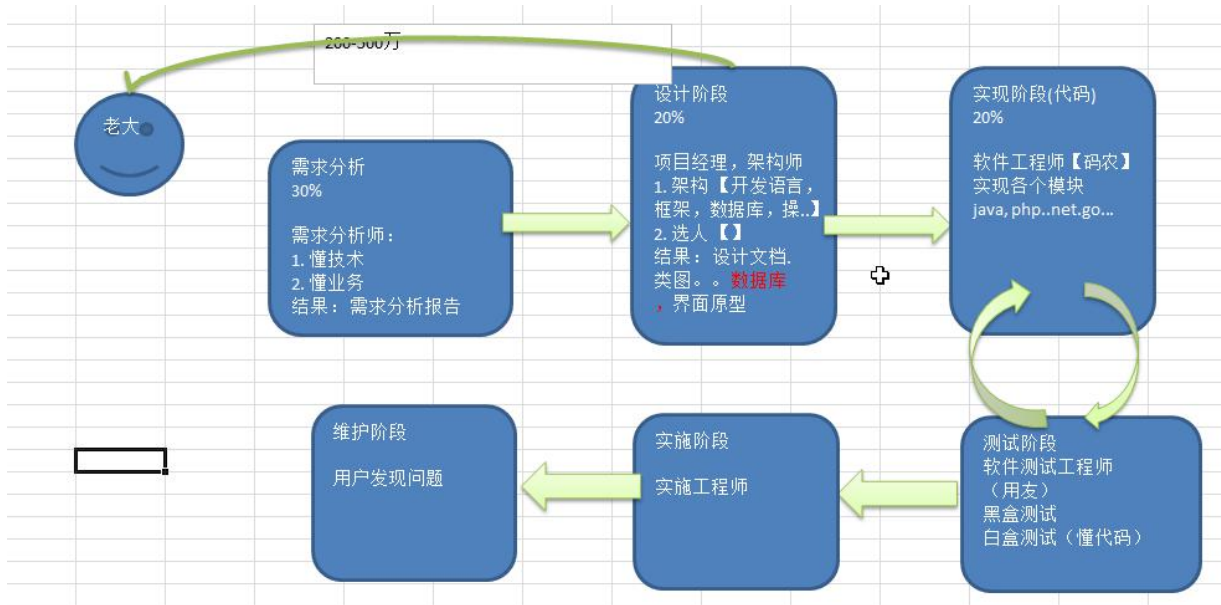 200-500万
老大
需求分析
30%
需求分析师：
1. 懂技术
2. 懂业务
结果：需求分析报告
设计阶段
20%
项目经理，架构师
1. 架构【开发语言，
框架，数据库，操..】
2. 选人【】
结果：设计文档.
类图。。数据库
，界面原型
实现阶段(代码)
20%
软件工程师【码农】
实现各个模块
java, php..net.go...
测试阶段
软件测试工程师
（用友）
黑盒测试
白盒测试（懂代码）
实施阶段
实施工程师
维护阶段
用户发现问题